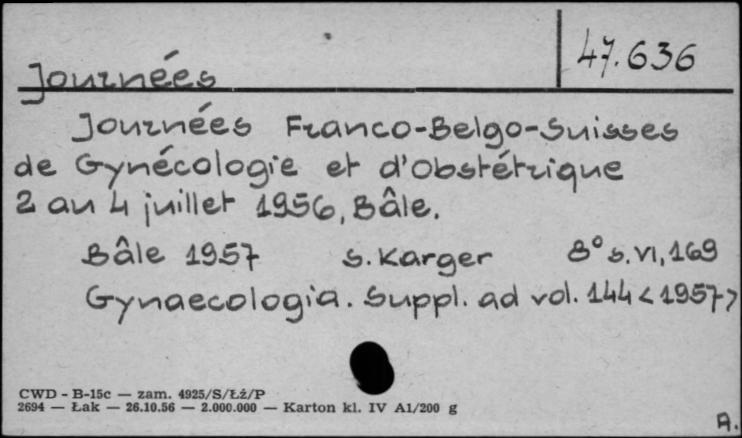 47.636
Journées
Journées Franco-Belgo-Suisses
de Gynécologie et d'Obstétrique
2 au 4 juillet 1956, Bâle.
Bâle 1957 S. Karger 8° s. VI, 169
Gynaecologia. Suppl. ad vol. 144 <1957>
CWD - B-15c — zam. 4925/S/Łż/P
2694 — Łak — 26.10.56 — 2.000.000 — Karton kl. IV A1/200 g
A.